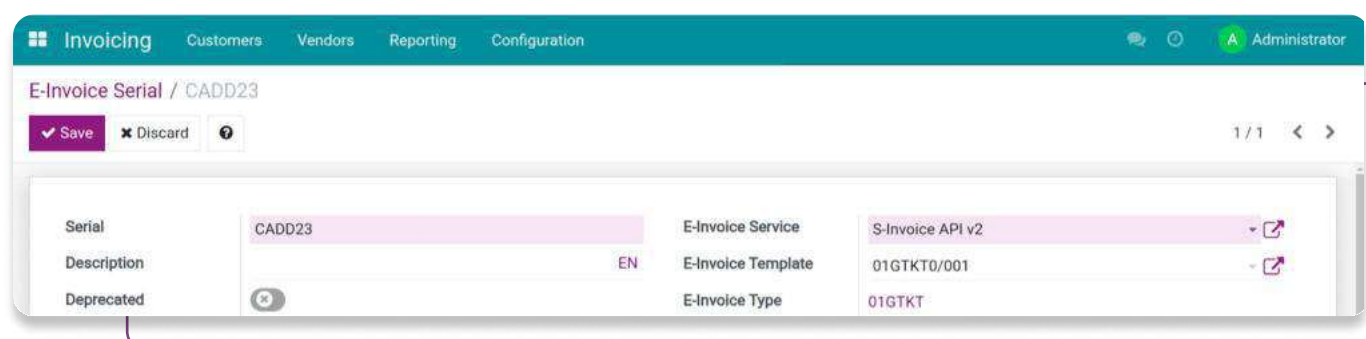 Invoicing Customers Vendors Reporting Configuration A Administrator
E-Invoice Serial / CADD23
Save Discard 1 / 1
Serial CADD23 E-Invoice Service S-Invoice API v2
Description EN E-Invoice Template 01GTKT0/001
Deprecated E-Invoice Type 01GTKT